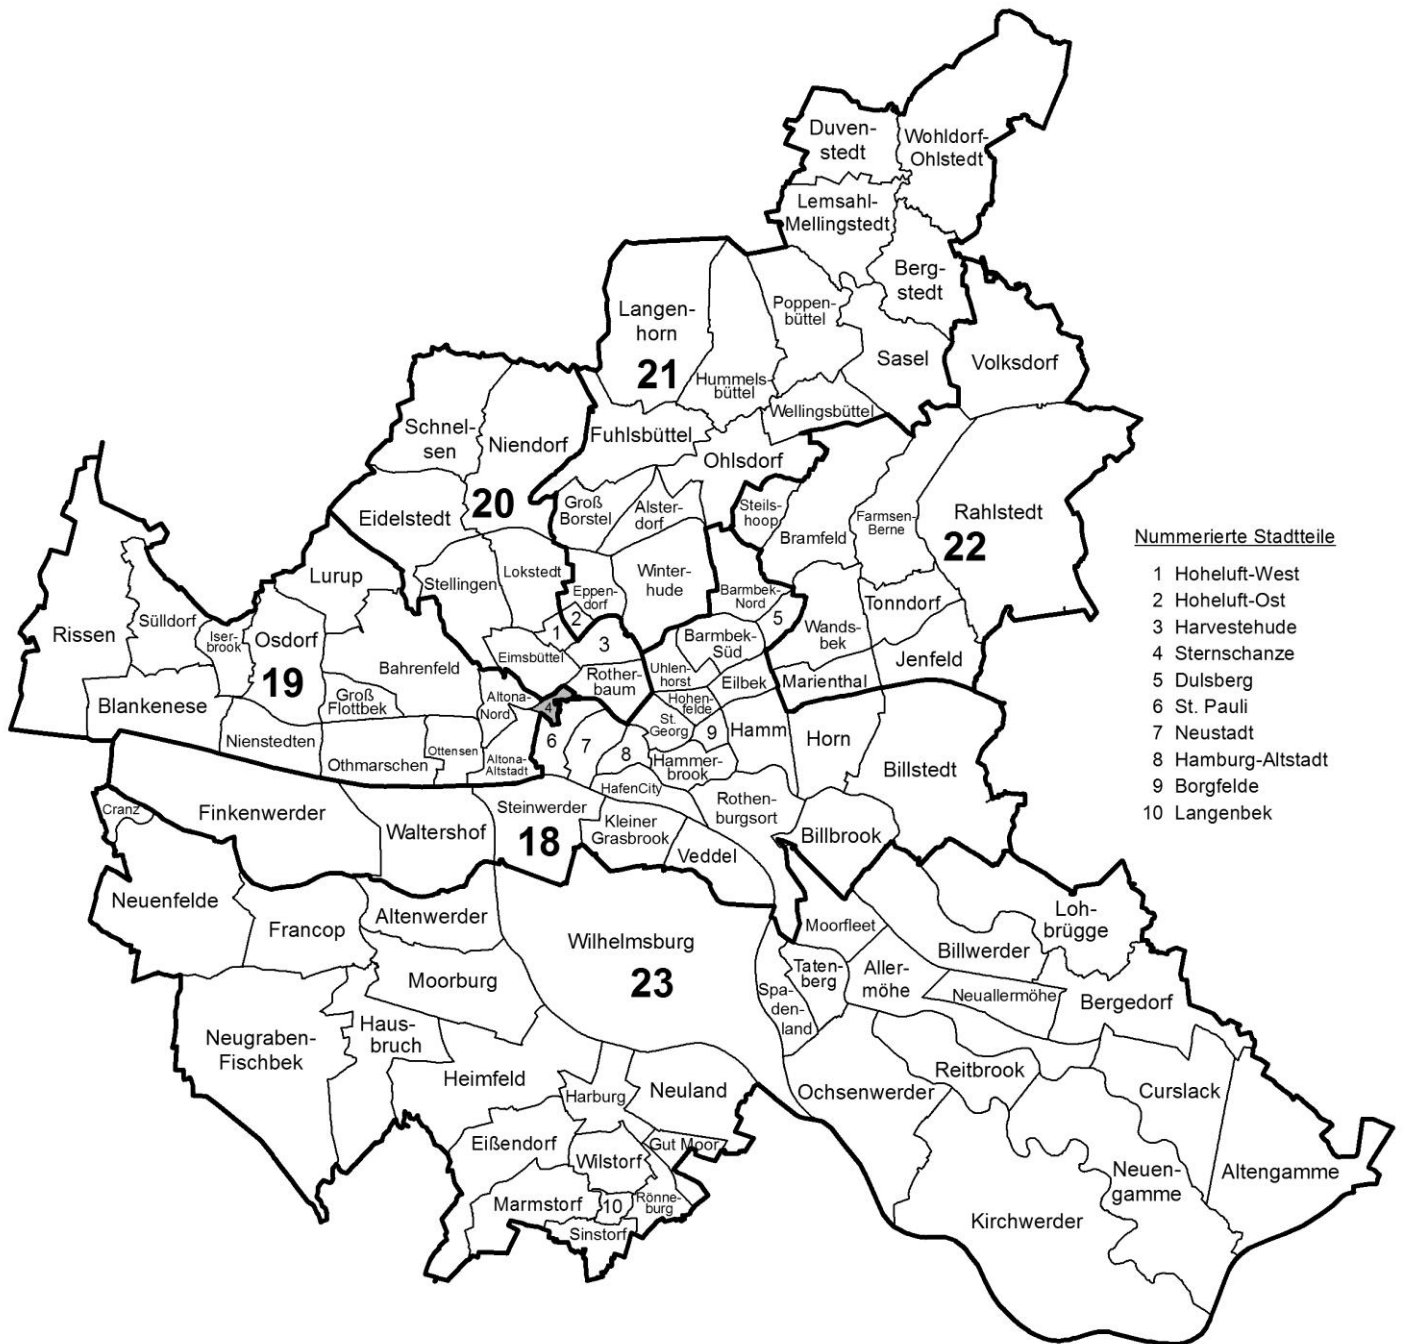 Duven-
stedt
Wohldorf-
Ohlstedt
Lemsahl-
Mellingstedt
Berg-
stedt
Langen-
horn
21
Poppen-
büttel
Hummels-
büttel
Sasel
Volksdorf
Wellingsbüttel
Schnel-
sen
Niendorf
20
Fuhlsbüttel
Ohlsdorf
Eidelstedt
Groß
Borstel
Alster-
dorf
Steils-
hoop
Bramfeld
Farmsen-
Berne
Rahlstedt
22
Lurup
Stellingen
Lokstedt
Eppen-
dorf
Winter-
hude
Barmbek-
Nord
5
Tonndorf
Wands-
bek
Jenfeld
Marienthal
Rissen
Sülldorf
Iser-
brook
Osdorf
19
Bahrenfeld
Eimsbüttel
1
2
3
Rother-
baum
Barmbek-
Süd
Uhlen-
horst
Eilbek
Blankenese
Groß
Flottbek
Nienstedten
Othmarschen
Ottensen
Altona-
Nord
Altona-
Altstadt
4
6
7
8
St.
Georg
Hohen-
felde
9
Hamm
Horn
Billstedt
Hammer-
brook
HafenCity
Rothen-
burgsort
Billbrook
Cranz
Finkenwerder
Waltershof
Steinwerder
18
Kleiner
Grasbrook
Veddel
Neuenfelde
Francop
Altenwerder
Moorburg
Wilhelmsburg
23
Moorfleet
Billwerder
Loh-
brügge
Taten-
berg
Spa-
den-
land
Aller-
möhe
Neuallermöhe
Bergedorf
Neugraben-
Fischbek
Haus-
bruch
Heimfeld
Harburg
Neuland
Ochsenwerder
Reitbrook
Curslack
Eißendorf
Wilstorf
Gut Moor
Marmstorf
10
Rönne-
burg
Sinstorf
Neuen-
gamme
Altengamme
Kirchwerder
Nummerierte Stadtteile
1 Hoheluft-West
2 Hoheluft-Ost
3 Harvestehude
4 Sternschanze
5 Dulsberg
6 St. Pauli
7 Neustadt
8 Hamburg-Altstadt
9 Borgfelde
10 Langenbek